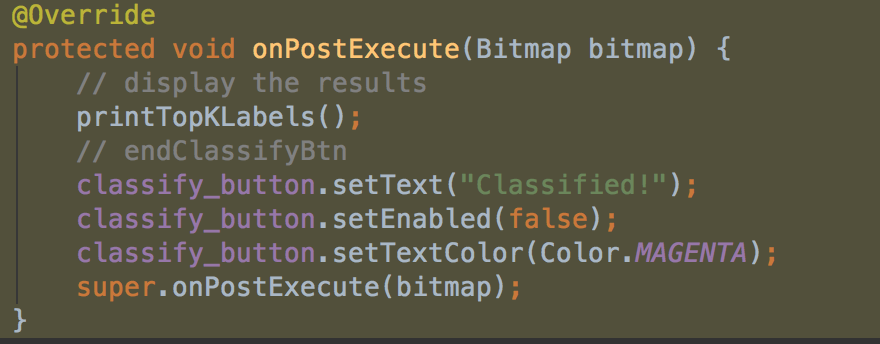 @Override
protected void onPostExecute(Bitmap bitmap) {
    // display the results
    printTopKLabels();
    // endClassifyBtn
    classify_button.setText("Classified!");
    classify_button.setEnabled(false);
    classify_button.setTextColor(Color.MAGENTA);
    super.onPostExecute(bitmap);
}